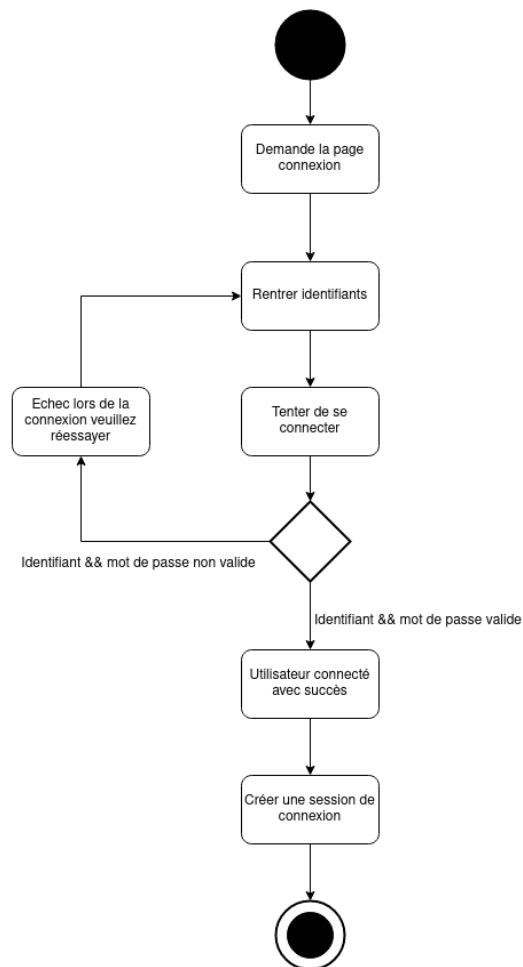 Demande la page
connexion
Rentrer identifiants
Echec lors de la
connexion veuillez
réessayer
Tenter de se
connecter
Identifiant && mot de passe non valide
Identifiant && mot de passe valide
Utilisateur connecté
avec succès
Créer une session de
connexion